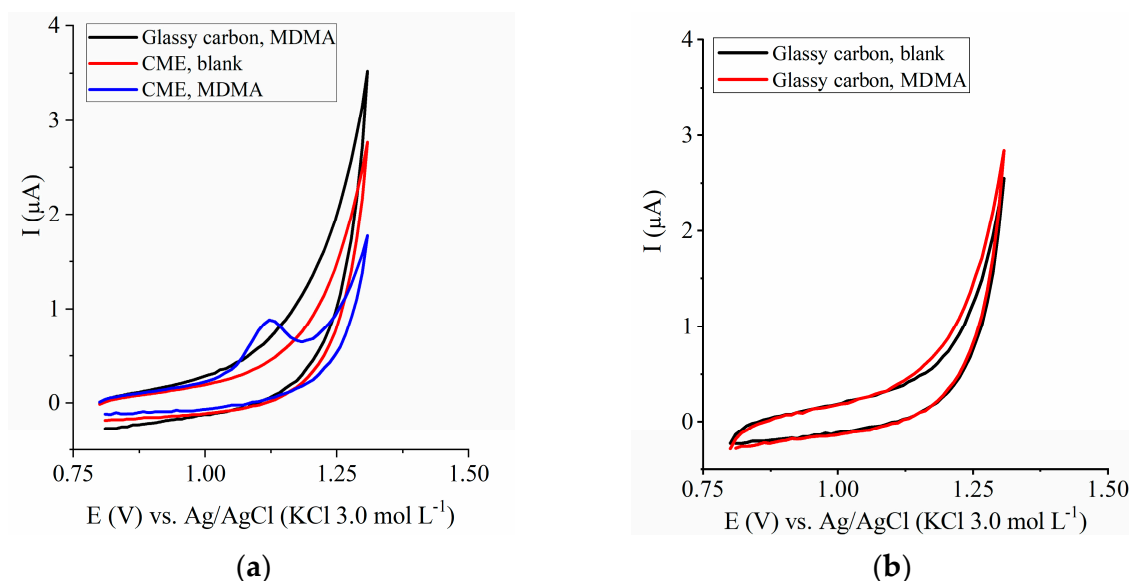 4
3
2
1
0
I (µA)
Glassy carbon, MDMA
CME, blank
CME, MDMA
0.75 1.00 1.25 1.50
E (V) vs. Ag/AgCl (KCl 3.0 mol L⁻¹)
(a)
4
3
2
1
0
I (µA)
Glassy carbon, blank
Glassy carbon, MDMA
0.75 1.00 1.25 1.50
E (V) vs. Ag/AgCl (KCl 3.0 mol L⁻¹)
(b)